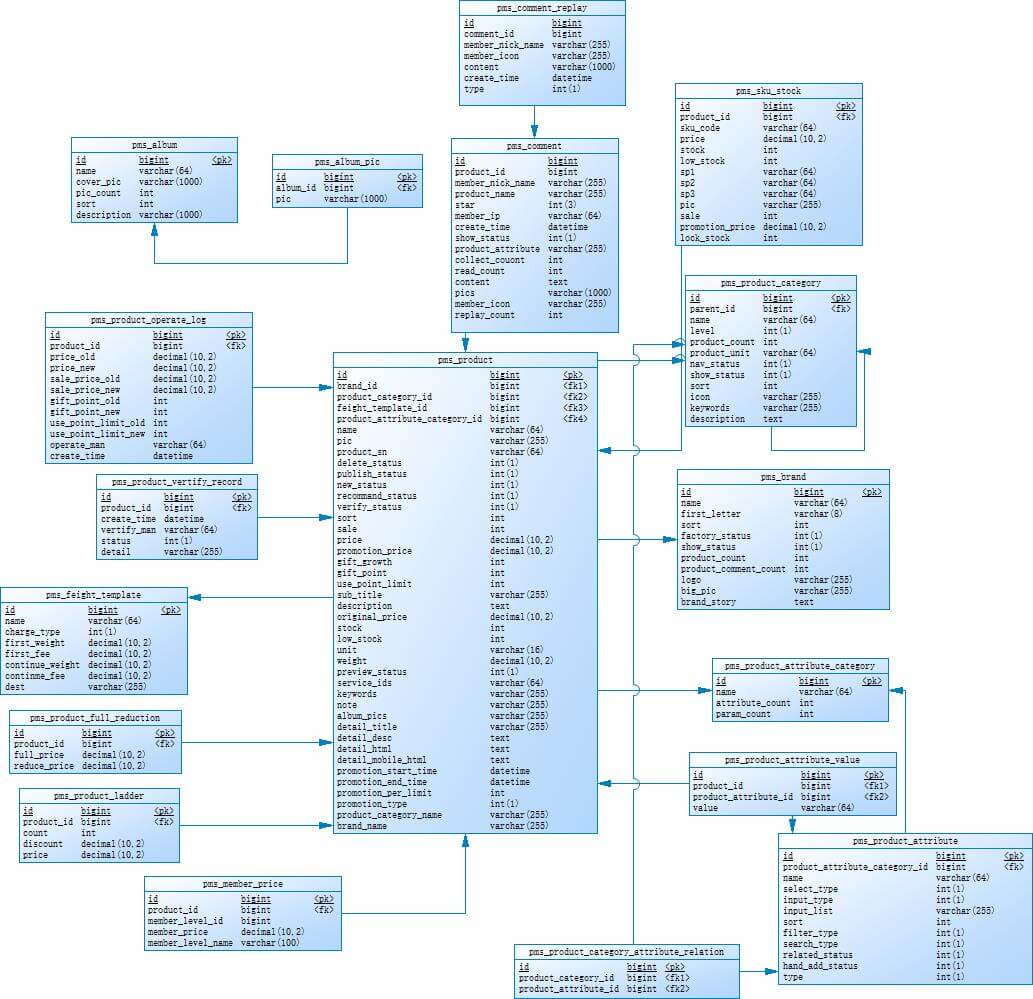 pms_comment_replay
id bigint
comment_id bigint
member_nick_name varchar(255)
member_icon varchar(255)
content varchar(1000)
create_time datetime
type int(1)
pms_sku_stock
id bigint <pk>
product_id bigint <fk>
sku_code varchar(64)
price decimal(10,2)
stock int
low_stock int
sp1 varchar(64)
sp2 varchar(64)
sp3 varchar(64)
pic varchar(255)
sale int
promotion_price decimal(10,2)
lock_stock int
pms_album
id bigint <pk>
name varchar(64)
cover_pic varchar(1000)
pic_count int
sort int
description varchar(1000)
pms_album_pic
id bigint <pk>
album_id bigint <fk>
pic varchar(1000)
pms_comment
id bigint
product_id bigint
member_nick_name varchar(255)
product_name varchar(255)
star int(3)
member_ip varchar(64)
create_time datetime
show_status int(1)
product_attribute varchar(255)
collect_couont int
read_count int
content text
pics varchar(1000)
member_icon varchar(255)
replay_count int
pms_product_category
id bigint <pk>
parent_id bigint <fk>
name varchar(64)
level int(1)
product_count int
product_unit varchar(64)
nav_status int(1)
show_status int(1)
sort int
icon varchar(255)
keywords varchar(255)
description text
pms_product_operate_log
id bigint <pk>
product_id bigint <fk>
price_old decimal(10,2)
price_new decimal(10,2)
sale_price_old decimal(10,2)
sale_price_new decimal(10,2)
gift_point_old int
gift_point_new int
use_point_limit_old int
use_point_limit_new int
operate_man varchar(64)
create_time datetime
pms_product
id bigint <pk>
brand_id bigint <fk1>
product_category_id bigint <fk2>
feight_template_id bigint <fk3>
product_attribute_category_id bigint <fk4>
name varchar(64)
pic varchar(255)
product_sn varchar(64)
delete_status int(1)
publish_status int(1)
new_status int(1)
recommand_status int(1)
verify_status int(1)
sort int
sale int
price decimal(10,2)
promotion_price decimal(10,2)
gift_growth int
gift_point int
use_point_limit int
sub_title varchar(255)
description text
original_price decimal(10,2)
stock int
low_stock int
unit varchar(16)
weight decimal(10,2)
preview_status int(1)
service_ids varchar(64)
keywords varchar(255)
note varchar(255)
album_pics varchar(255)
detail_title varchar(255)
detail_desc text
detail_html text
detail_mobile_html text
promotion_start_time datetime
promotion_end_time datetime
promotion_per_limit int
promotion_type int(1)
product_category_name varchar(255)
brand_name varchar(255)
pms_product_vertify_record
id bigint <pk>
product_id bigint <fk>
create_time datetime
vertify_man varchar(64)
status int(1)
detail varchar(255)
pms_brand
id bigint <pk>
name varchar(64)
first_letter varchar(8)
sort int
factory_status int(1)
show_status int(1)
product_count int
product_comment_count int
logo varchar(255)
big_pic varchar(255)
brand_story text
pms_feight_template
id bigint <pk>
name varchar(64)
charge_type int(1)
first_weight decimal(10,2)
first_fee decimal(10,2)
continue_weight decimal(10,2)
continme_fee decimal(10,2)
dest varchar(255)
pms_product_attribute_category
id bigint <pk>
name varchar(64)
attribute_count int
param_count int
pms_product_full_reduction
id bigint <pk>
product_id bigint <fk>
full_price decimal(10,2)
reduce_price decimal(10,2)
pms_product_attribute_value
id bigint <pk>
product_id bigint <fk1>
product_attribute_id bigint <fk2>
value varchar(64)
pms_product_ladder
id bigint <pk>
product_id bigint <fk>
count int
discount decimal(10,2)
price decimal(10,2)
pms_product_attribute
id bigint <pk>
product_attribute_category_id bigint <fk>
name varchar(64)
select_type int(1)
input_type int(1)
input_list varchar(255)
sort int
filter_type int(1)
search_type int(1)
related_status int(1)
hand_add_status int(1)
type int(1)
pms_member_price
id bigint <pk>
product_id bigint <fk>
member_level_id bigint
member_price decimal(10,2)
member_level_name varchar(100)
pms_product_category_attribute_relation
id bigint <pk>
product_category_id bigint <fk1>
product_attribute_id bigint <fk2>